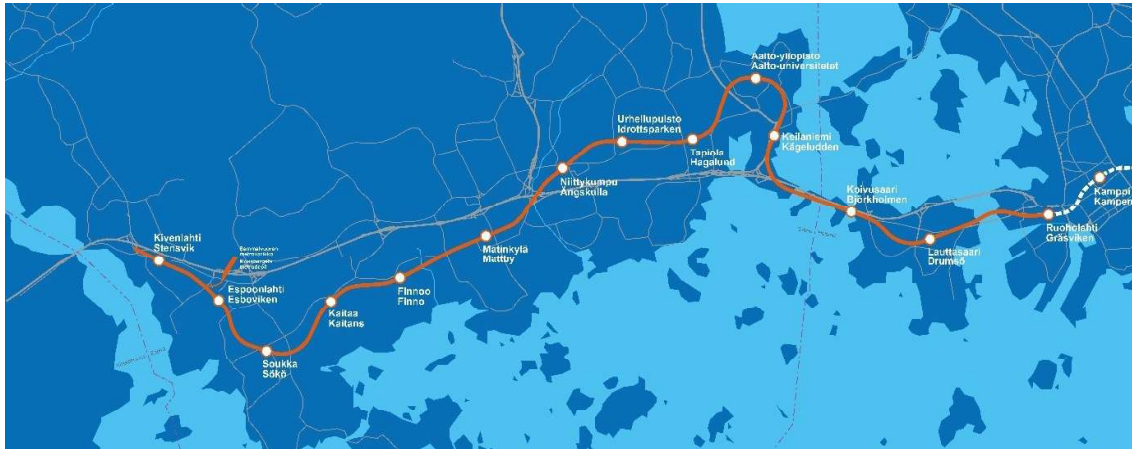 Kivenlahti
Stensvik
Espoonlahti
Esboviken
Soukka
Sökö
Kaitaa
Kaitans
Finnoo
Finno
Matinkylä
Mattby
Niittykumpu
Ängskulla
Urheilupuisto
Idrottsparken
Tapiola
Hagalund
Aalto-yliopisto
Aalto-universitetet
Keilaniemi
Kägeludden
Koivusaari
Björkholmen
Lauttasaari
Drumsö
Ruoholahti
Gräsviken
Kamppi
Kampen